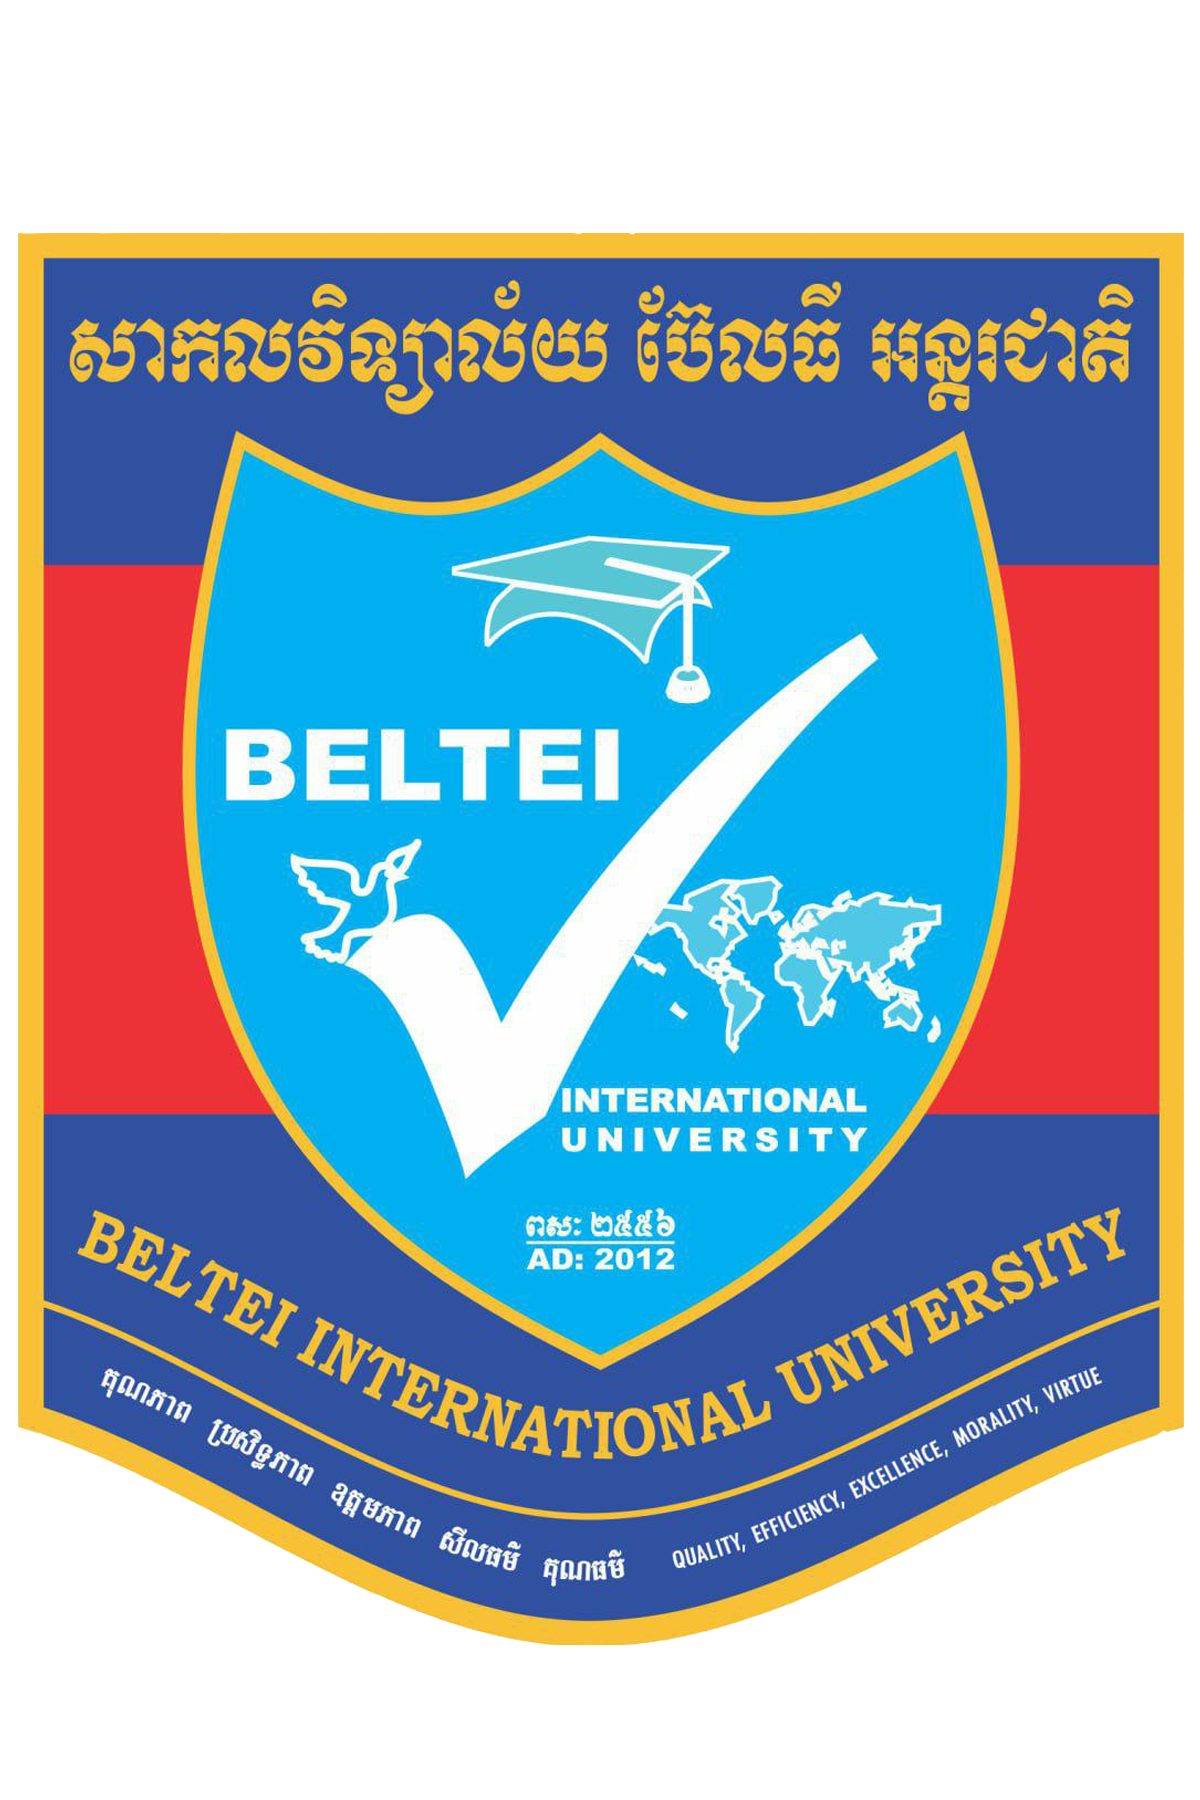 សាកលវិទ្យាល័យ ប៊ែលធី អន្តរជាតិ
BELTEI
INTERNATIONAL
UNIVERSITY
ពស: ២៥៥៦
AD: 2012
BELTEI INTERNATIONAL UNIVERSITY
គុណភាព ប្រសិទ្ធភាព ឧត្តមភាព សីលធម៌ គុណធម៌ QUALITY, EFFICIENCY, EXCELLENCE, MORALITY, VIRTUE